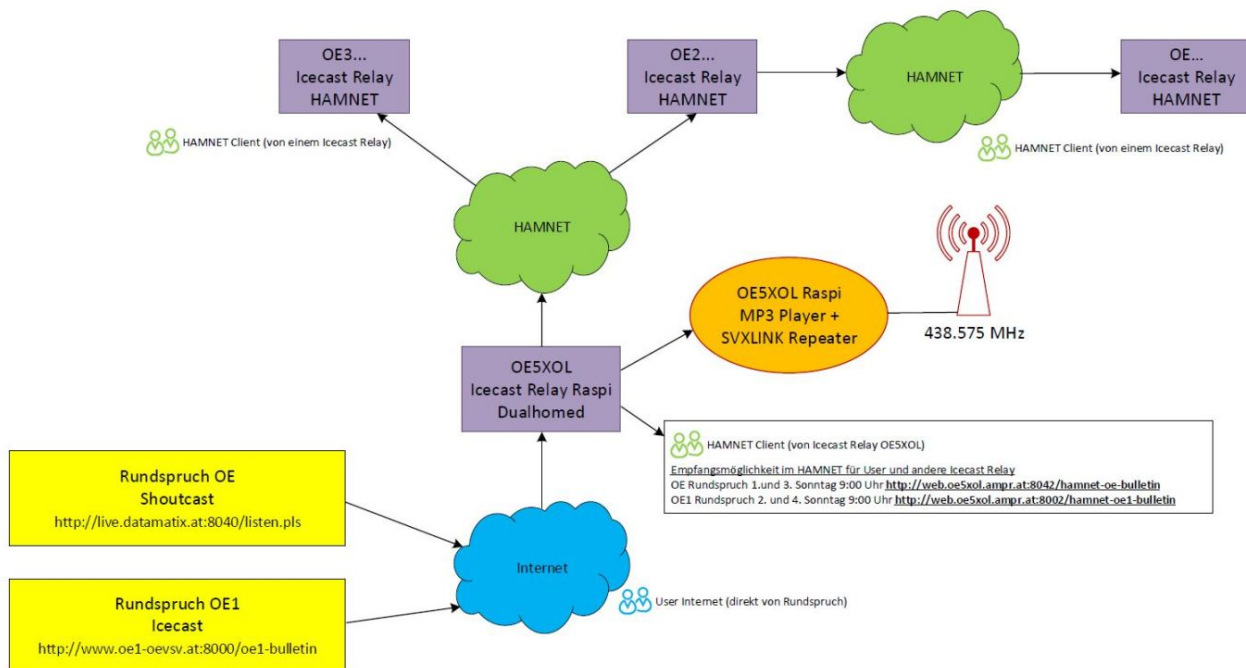 OE3...
Icecast Relay
HAMNET
OE2...
Icecast Relay
HAMNET
HAMNET
OE...
Icecast Relay
HAMNET
HAMNET Client (von einem Icecast Relay)
HAMNET Client (von einem Icecast Relay)
HAMNET
OE5XOL Raspi
MP3 Player +
SVXLINK Repeater
438.575 MHz
OE5XOL
Icecast Relay Raspi
Dualhomed
HAMNET Client (von Icecast Relay OE5XOL)
Empfangsmöglichkeit im HAMNET für User und andere Icecast Relay
OE Rundspruch 1.und 3. Sonntag 9:00 Uhr http://web.oe5xol.ampr.at:8042/hamnet-oe-bulletin
OE1 Rundspruch 2. und 4. Sonntag 9:00 Uhr http://web.oe5xol.ampr.at:8002/hamnet-oe1-bulletin
Rundspruch OE
Shoutcast
http://live.datamatix.at:8040/listen.pls
Internet
User Internet (direkt von Rundspruch)
Rundspruch OE1
Icecast
http://www.oe1-oevsv.at:8000/oe1-bulletin